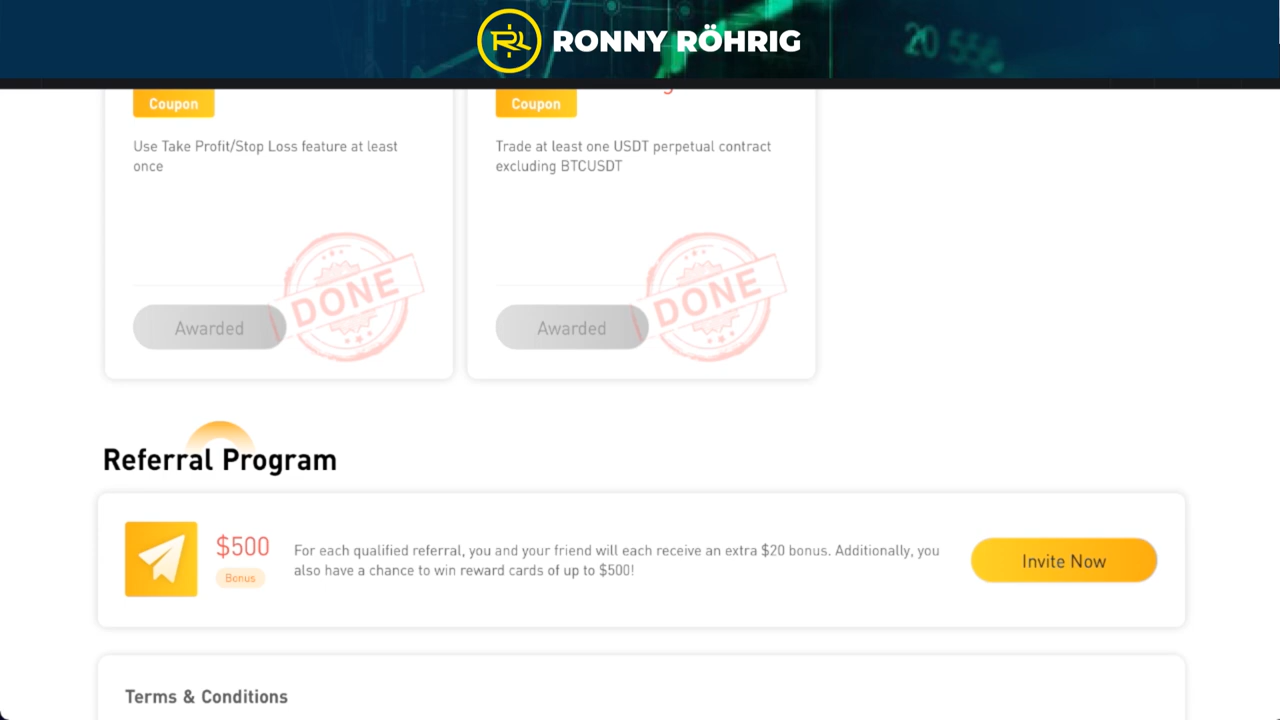 RONNY RÖHRIG
Coupon
Coupon
Use Take Profit/Stop Loss feature at least
once
Trade at least one USDT perpetual contract
excluding BTCUSDT
DONE
DONE
Awarded
Awarded
Referral Program
$500
Bonus
For each qualified referral, you and your friend will each receive an extra $20 bonus. Additionally, you
also have a chance to win reward cards of up to $500!
Invite Now
Terms & Conditions